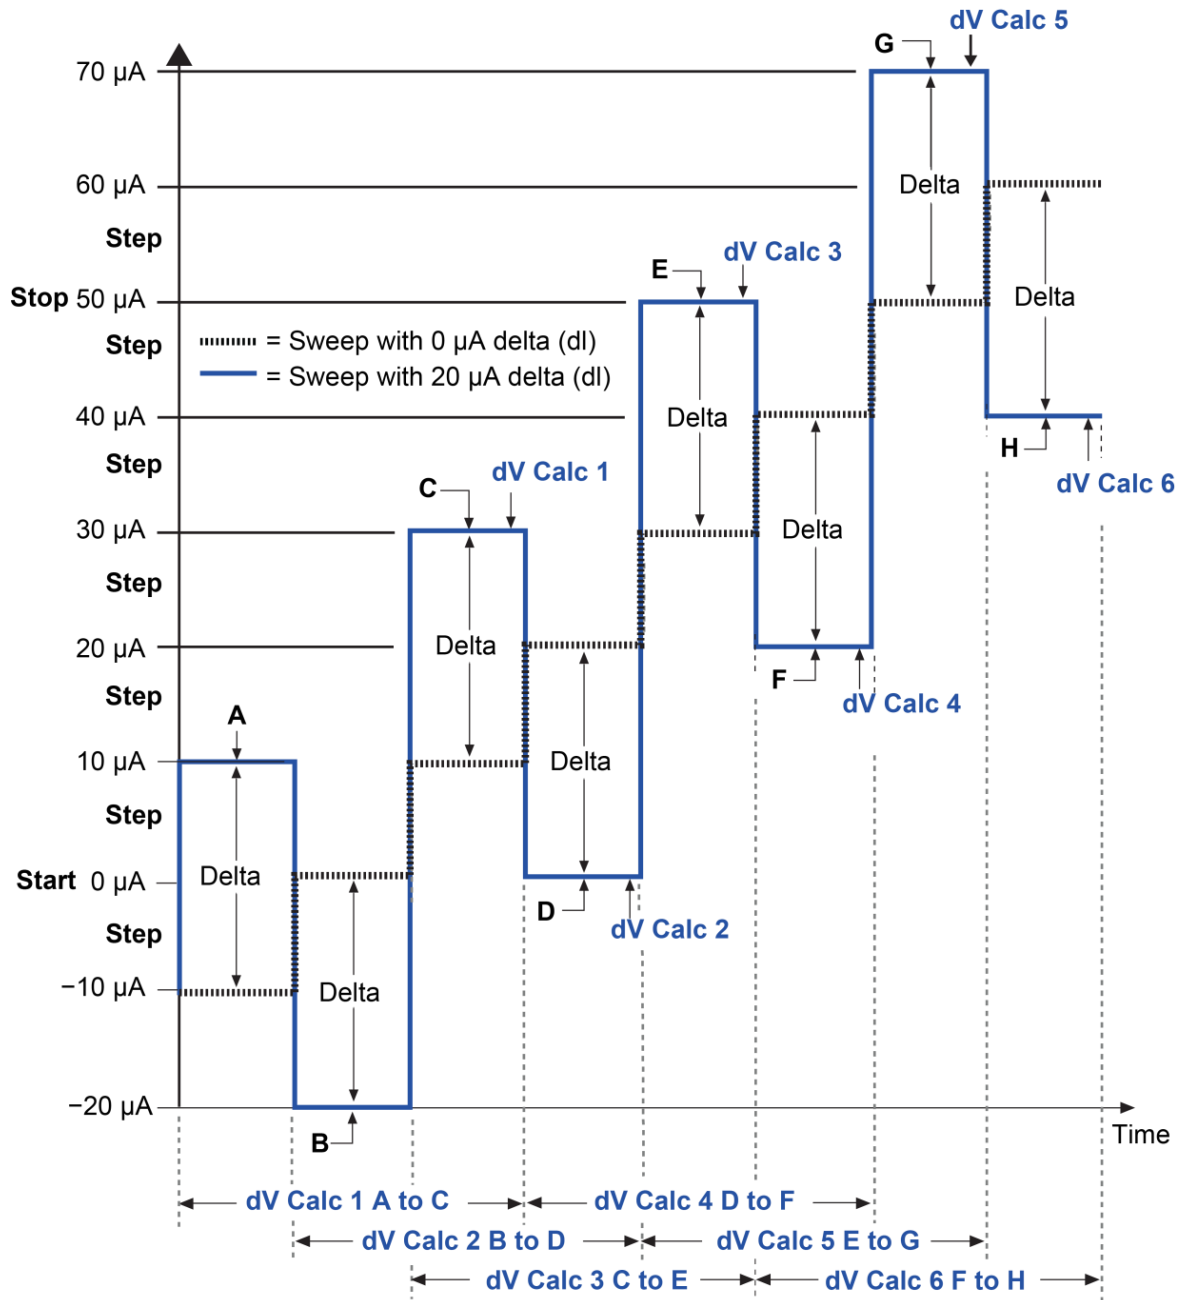 dV Calc 5
G
70 µA
60 µA
Delta
Step
dV Calc 3
E
Stop 50 µA
Delta
Step
= Sweep with 0 µA delta (dI)
= Sweep with 20 µA delta (dI)
40 µA
Delta
H
Step
dV Calc 1
dV Calc 6
C
30 µA
Delta
Step
20 µA
Delta
F
Step
dV Calc 4
A
10 µA
Delta
Step
Start 0 µA
Delta
D
Step
dV Calc 2
−10 µA
Delta
−20 µA
B
Time
dV Calc 1 A to C
dV Calc 4 D to F
dV Calc 2 B to D
dV Calc 5 E to G
dV Calc 3 C to E
dV Calc 6 F to H